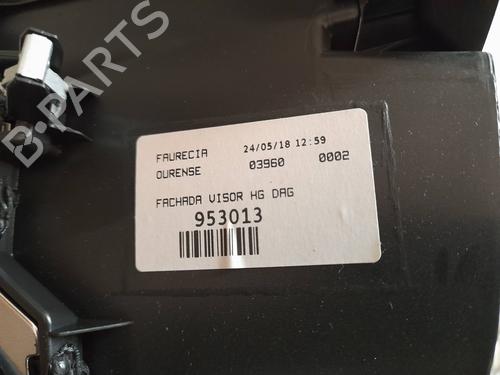 B-PARTS
FAURECIA 24/05/18 12:59
OURENSE 03960 0002
FACHADA VISOR HG DAG
953013